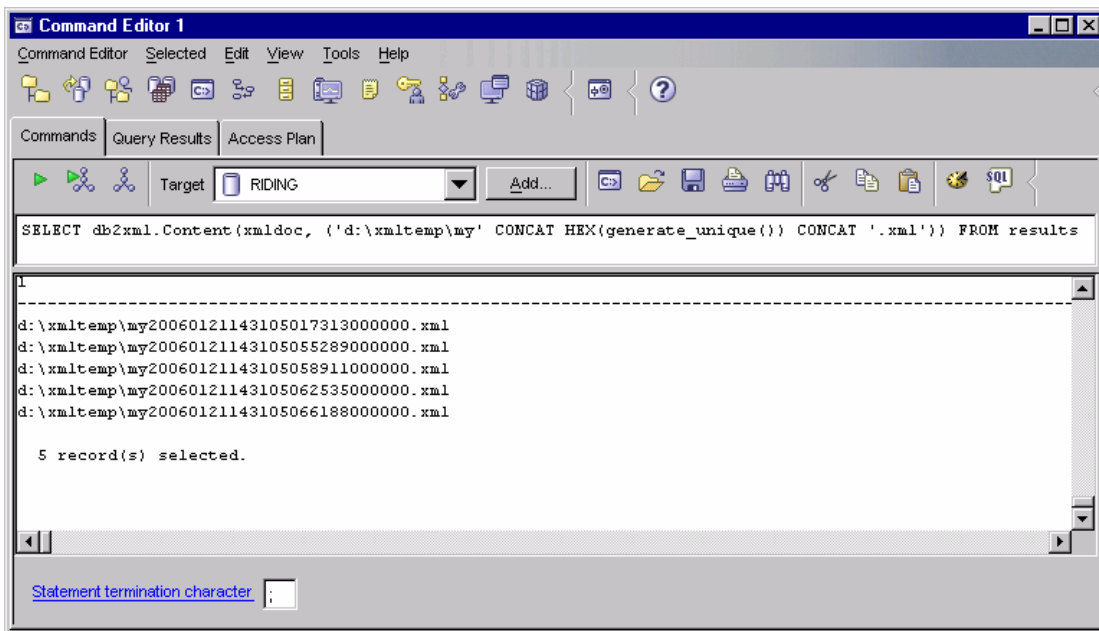 Command Editor 1
Command Editor Selected Edit View Tools Help
Commands Query Results Access Plan
Target RIDING Add... SQL
SELECT db2xml.Content(xmldoc, ('d:\xmltemp\my' CONCAT HEX(generate_unique()) CONCAT '.xml')) FROM results
1
--------------------------------------------------------------------------------------------------------
d:\xmltemp\my20060121143105017313000000.xml
d:\xmltemp\my20060121143105055289000000.xml
d:\xmltemp\my20060121143105058911000000.xml
d:\xmltemp\my20060121143105062535000000.xml
d:\xmltemp\my20060121143105066188000000.xml
5 record(s) selected.
Statement termination character ;